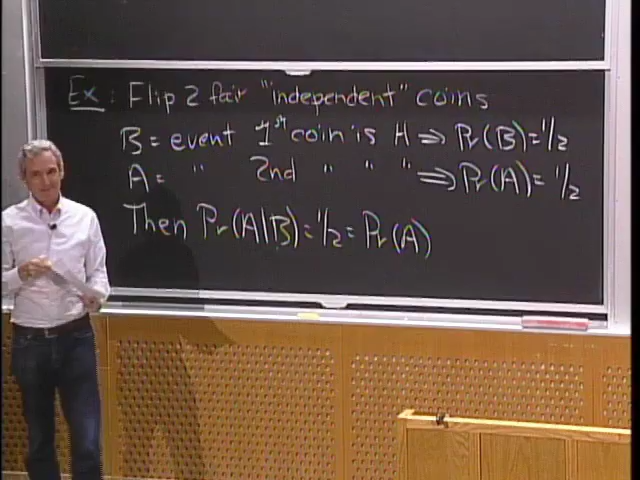 Ex: Flip 2 fair "independent" coins
B = event 1st coin is H ⇒ Pr(B) = 1/2
A = " 2nd " " " ⇒ Pr(A) = 1/2
Then Pr(A|B) = 1/2 = Pr(A)